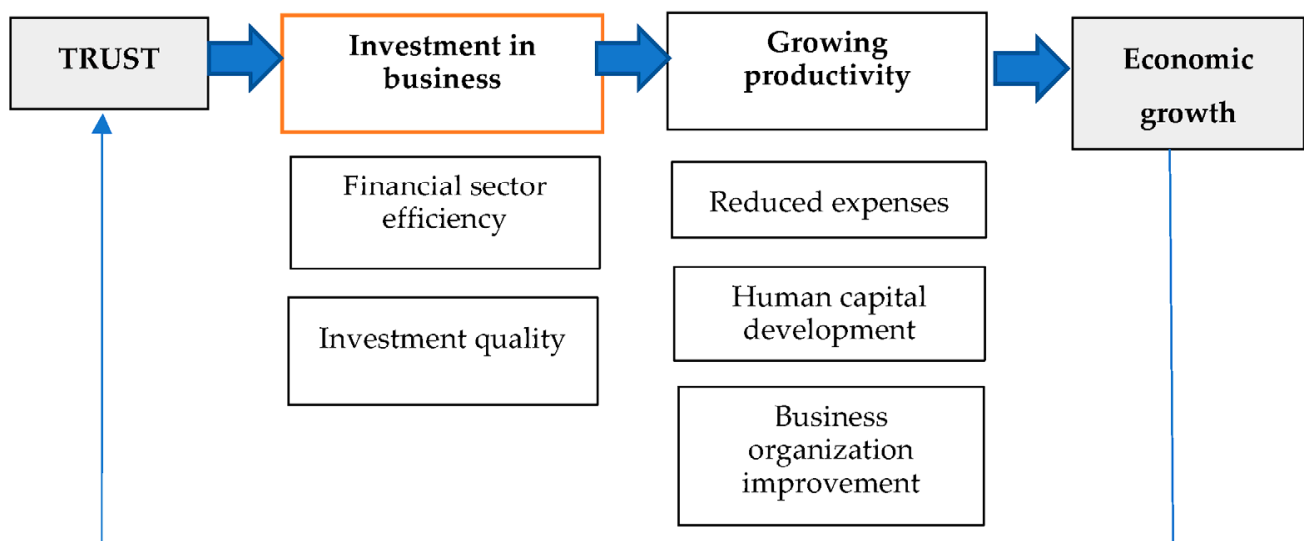 TRUST
Investment in
business
Growing
productivity
Economic
growth
Financial sector
efficiency
Investment quality
Reduced expenses
Human capital
development
Business
organization
improvement